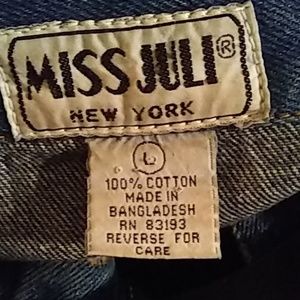 MISS JULI®
NEW YORK
L
100% COTTON
MADE IN
BANGLADESH
RN 83193
REVERSE FOR
CARE